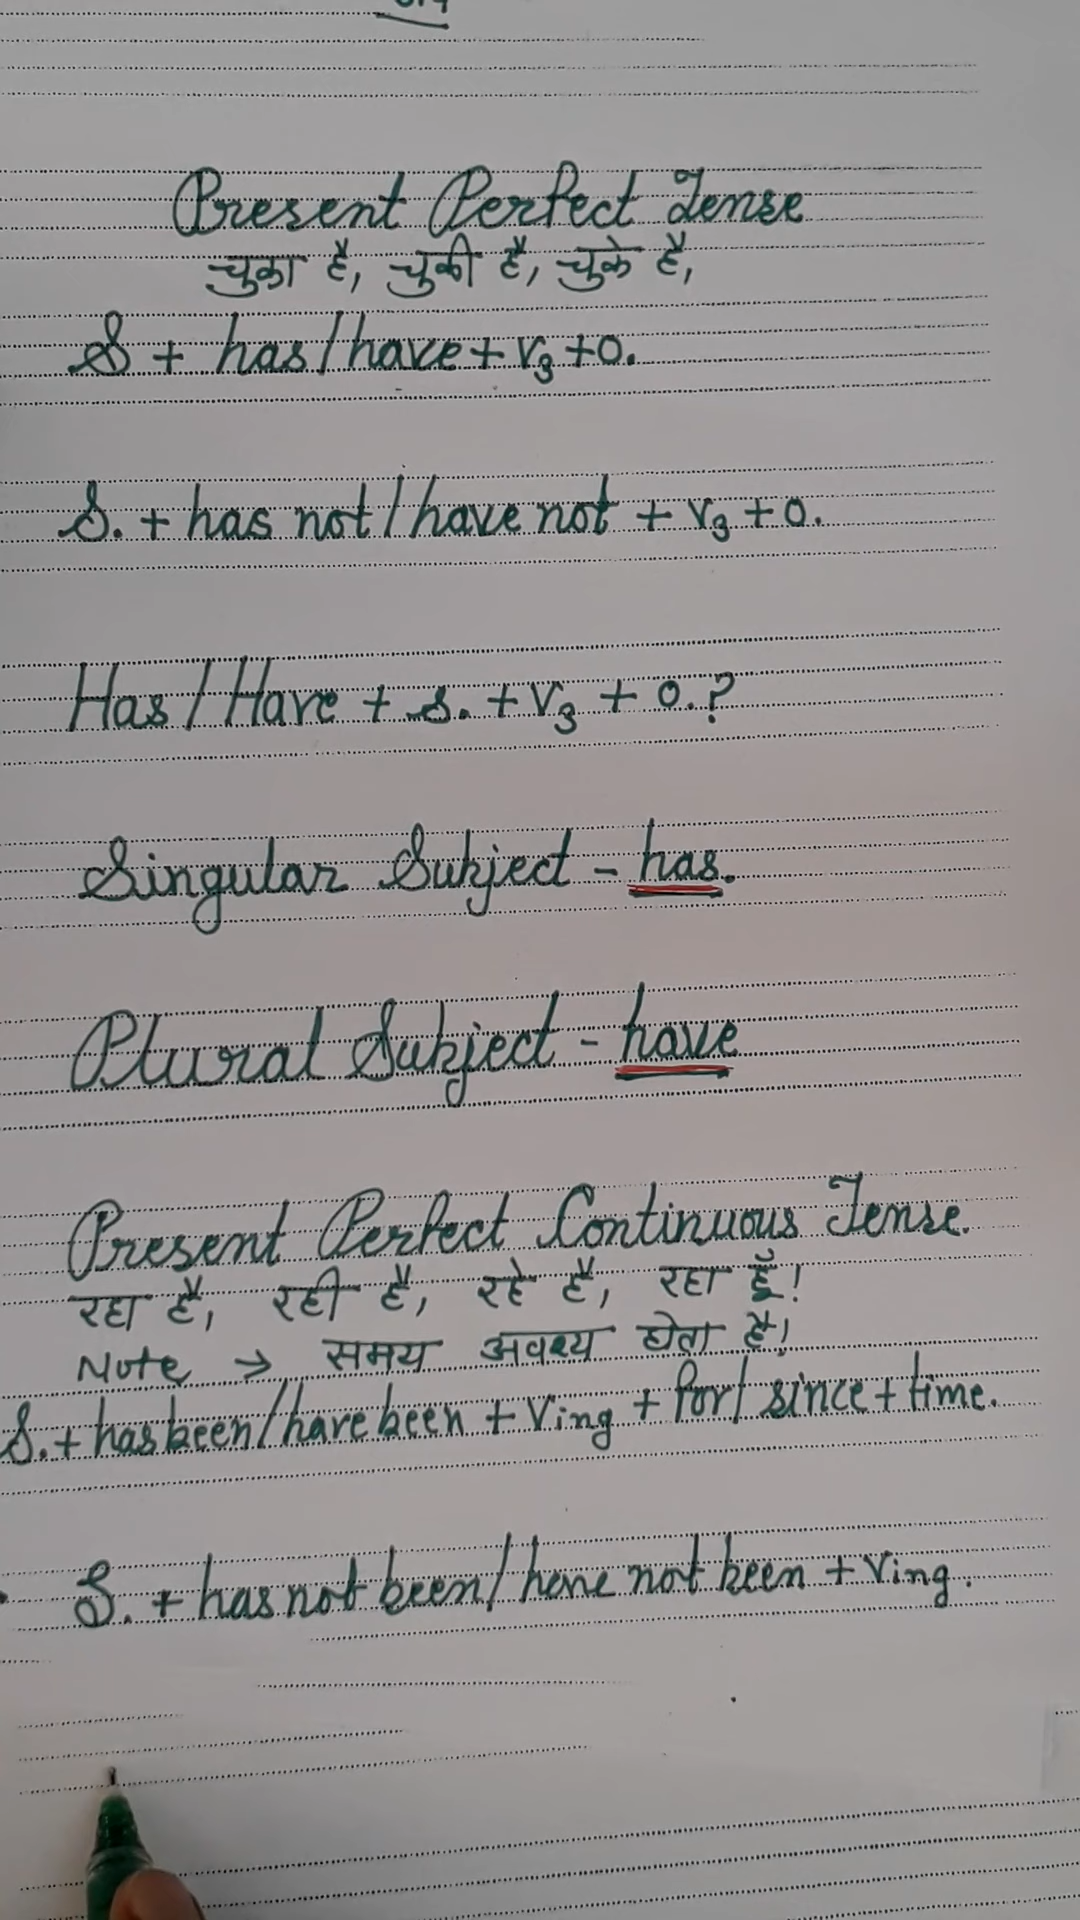 Present Perfect Tense
चुका है, चुकी है, चुके है,
S + has/have + V3 + O.
S. + has not/have not + V3 + O.
Has/Have + S. + V3 + O.?
Singular Subject - has.
Plural Subject - have
Present Perfect Continuous Tense.
रहा है, रही है, रहे है, रहा हूँ!
Note → समय अवश्य होता है।
S. + has been/have been + Ving + for/since + time.
S. + has not been/have not been + Ving.